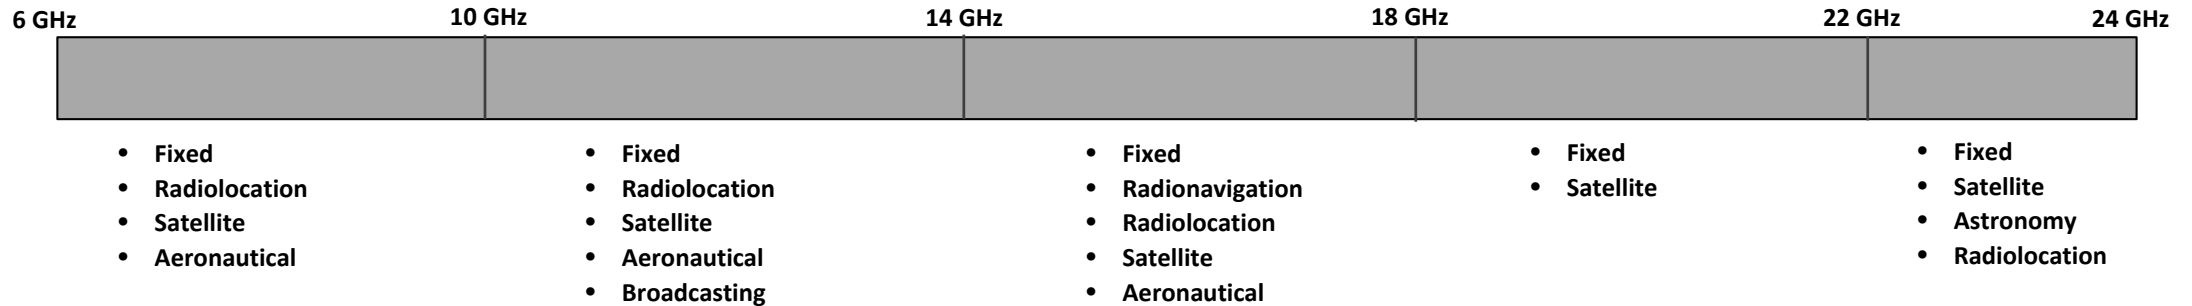 6 GHz
10 GHz
14 GHz
18 GHz
22 GHz
24 GHz
• Fixed
• Radiolocation
• Satellite
• Aeronautical
• Fixed
• Radiolocation
• Satellite
• Aeronautical
• Broadcasting
• Fixed
• Radionavigation
• Radiolocation
• Satellite
• Aeronautical
• Fixed
• Satellite
• Fixed
• Satellite
• Astronomy
• Radiolocation